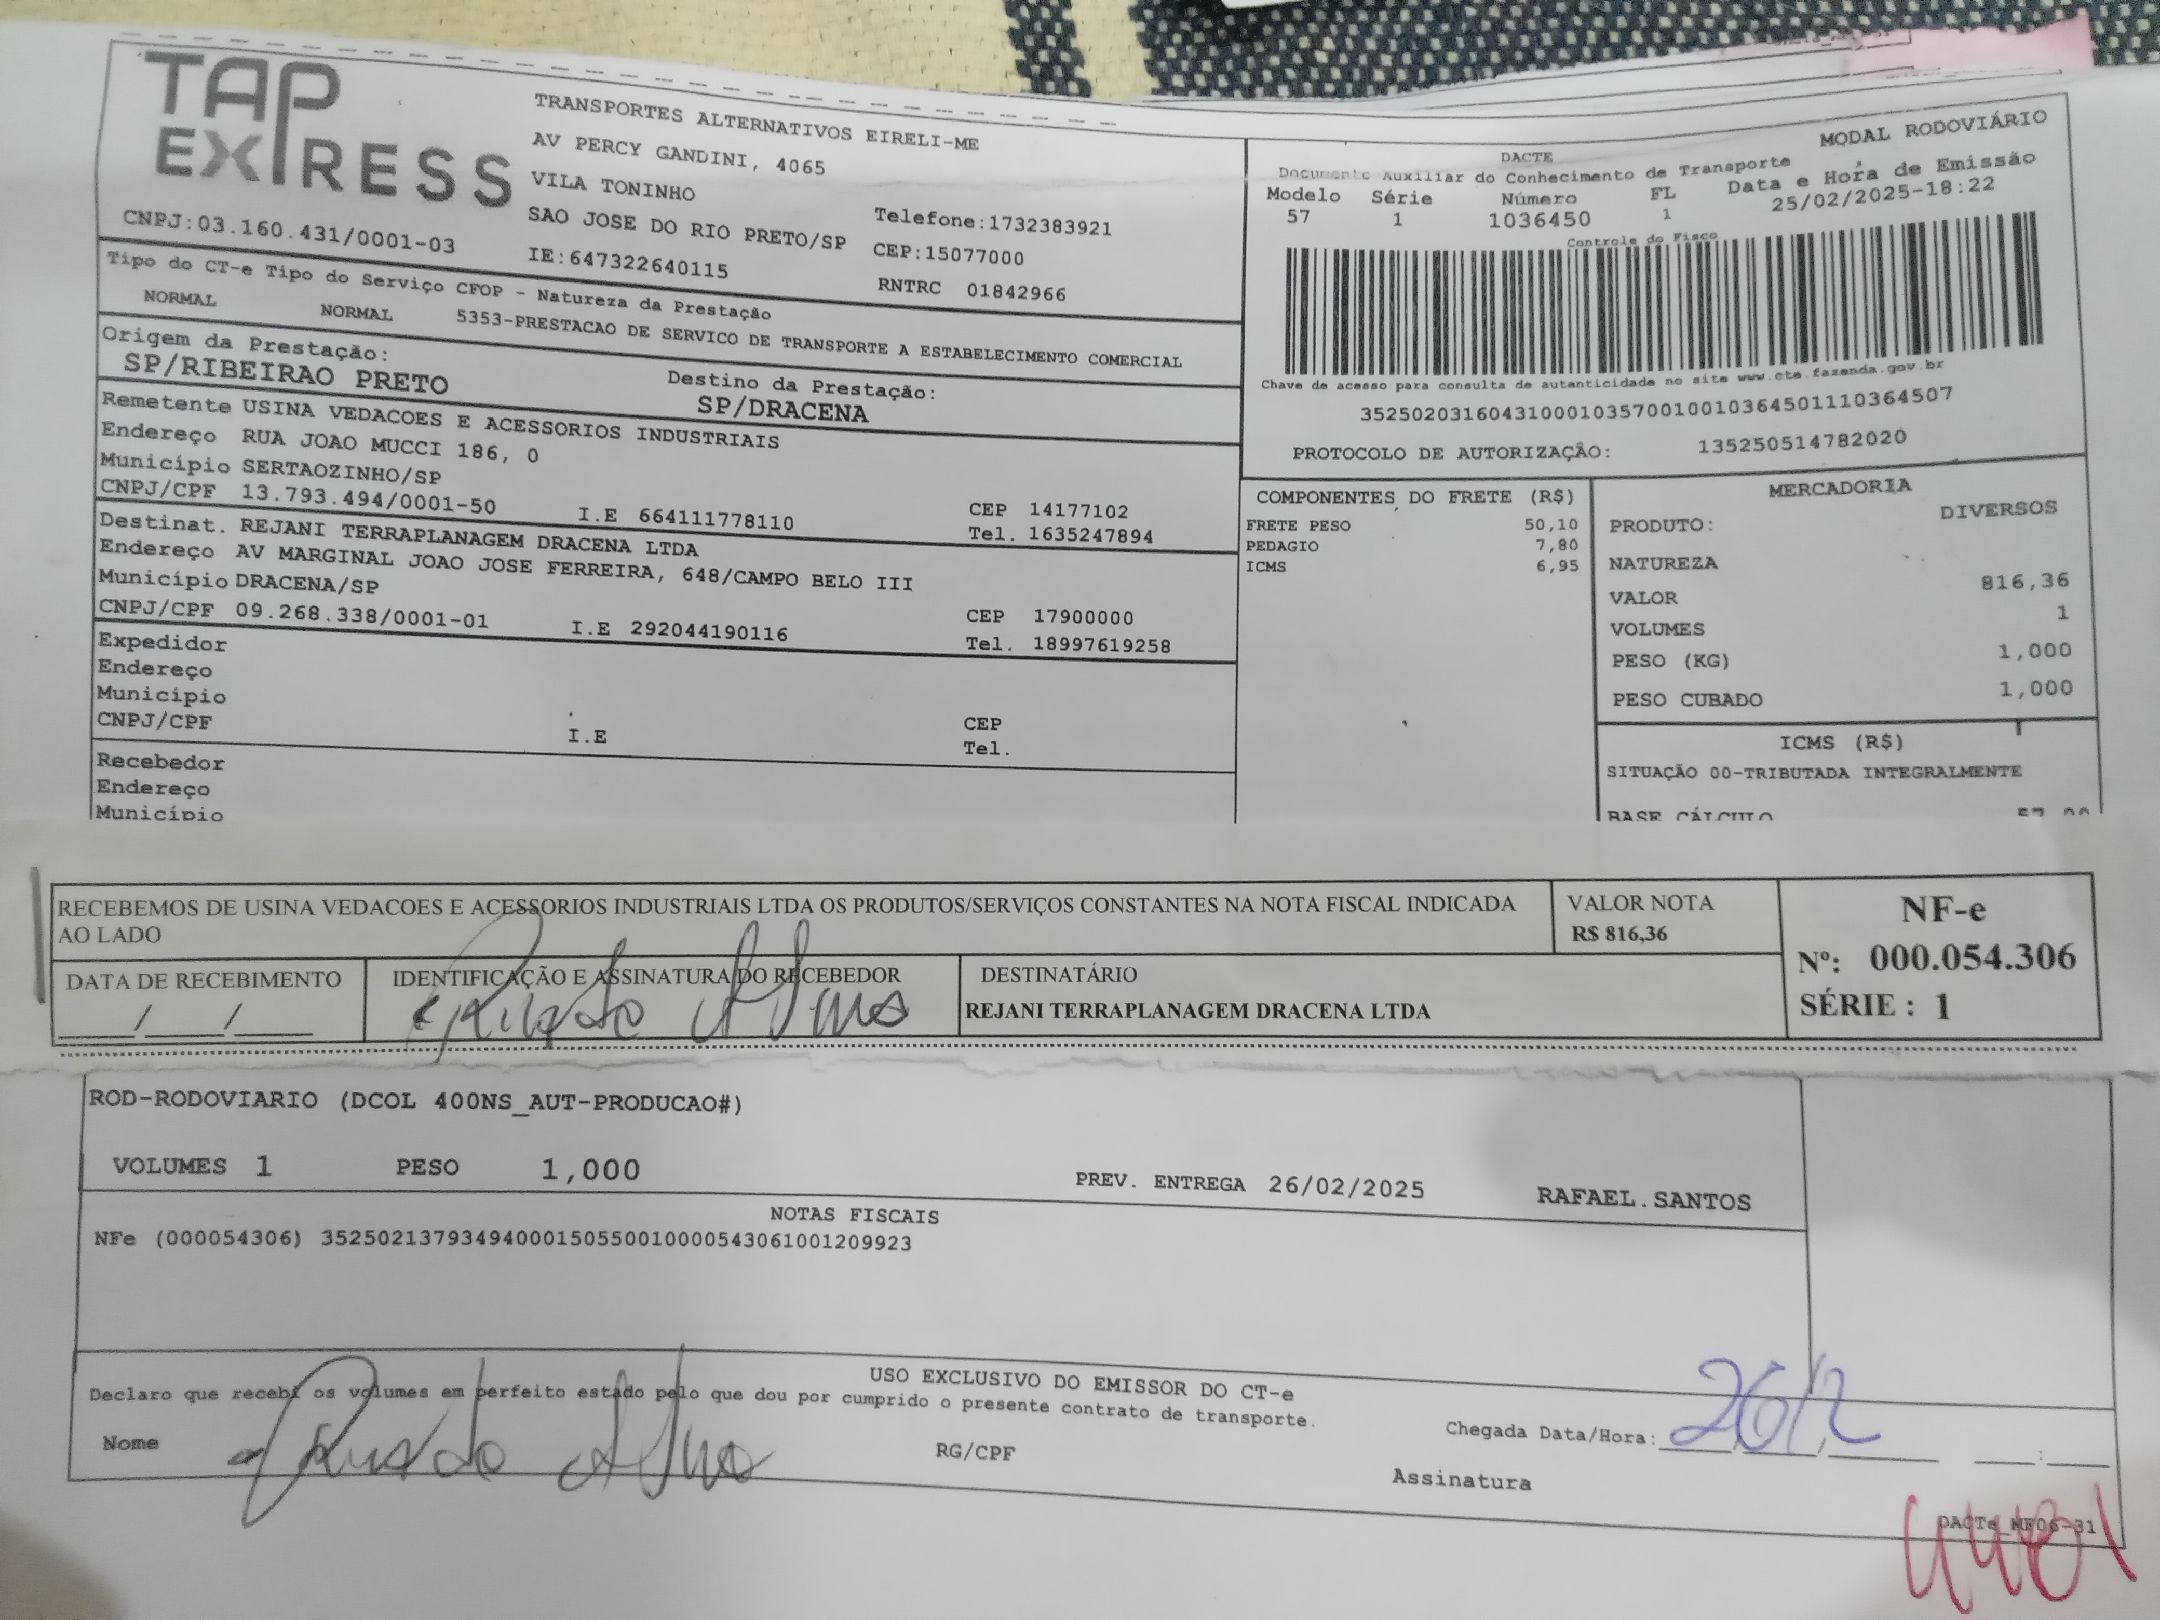 TAP
EXPRESS
TRANSPORTES ALTERNATIVOS EIRELI-ME
AV PERCY GANDINI, 4065
VILA TONINHO
SAO JOSE DO RIO PRETO/SP
Telefone:1732383921
CNPJ:03.160.431/0001-03
IE:647322640115
CEP:15077000
RNTRC 01842966
Tipo do CT-e Tipo do Serviço CFOP - Natureza da Prestação
NORMAL NORMAL 5353-PRESTACAO DE SERVICO DE TRANSPORTE A ESTABELECIMENTO COMERCIAL
Origem da Prestação:
SP/RIBEIRAO PRETO
Destino da Prestação:
SP/DRACENA
Remetente USINA VEDACOES E ACESSORIOS INDUSTRIAIS
Endereço RUA JOAO MUCCI 186, 0
Município SERTAOZINHO/SP
CEP 14177102
CNPJ/CPF 13.793.494/0001-50 I.E 664111778110 Tel. 1635247894
Destinat. REJANI TERRAPLANAGEM DRACENA LTDA
Endereço AV MARGINAL JOAO JOSE FERREIRA, 648/CAMPO BELO III
Município DRACENA/SP
CEP 17900000
CNPJ/CPF 09.268.338/0001-01 I.E 292044190116 Tel. 18997619258
Expedidor
Endereço
Município
CEP
CNPJ/CPF I.E Tel.
Recebedor
Endereço
Município
MODAL RODOVIÁRIO
DACTE
Documento Auxiliar do Conhecimento de Transporte
Modelo Série Número FL Data e Hora de Emissão
57 1 1036450 1 25/02/2025-18:22
Controle do Fisco
Chave de acesso para consulta de autenticidade no site www.cte.fazenda.gov.br
35250203160431000103570010010364501110364507
PROTOCOLO DE AUTORIZAÇÃO: 135250514782020
COMPONENTES DO FRETE (R$)
FRETE PESO 50,10
PEDAGIO 7,80
ICMS 6,95
MERCADORIA
PRODUTO: DIVERSOS
NATUREZA
VALOR 816,36
VOLUMES 1
PESO (KG) 1,000
PESO CUBADO 1,000
ICMS (R$)
SITUAÇÃO 00-TRIBUTADA INTEGRALMENTE
BASE CÁLCULO
RECEBEMOS DE USINA VEDACOES E ACESSORIOS INDUSTRIAIS LTDA OS PRODUTOS/SERVIÇOS CONSTANTES NA NOTA FISCAL INDICADA
AO LADO
VALOR NOTA
R$ 816,36
NF-e
Nº: 000.054.306
SÉRIE : 1
DATA DE RECEBIMENTO
___/___/___
IDENTIFICAÇÃO E ASSINATURA DO RECEBEDOR
DESTINATÁRIO
REJANI TERRAPLANAGEM DRACENA LTDA
ROD-RODOVIARIO (DCOL 400NS_AUT-PRODUCAO#)
VOLUMES 1 PESO 1,000 PREV. ENTREGA 26/02/2025 RAFAEL.SANTOS
NOTAS FISCAIS
NFe (000054306) 35250213793494000150550010000543061001209923
USO EXCLUSIVO DO EMISSOR DO CT-e
Declaro que recebi os volumes em perfeito estado pelo que dou por cumprido o presente contrato de transporte.
Nome RG/CPF Chegada Data/Hora: 26/2
Assinatura
DACTe_NF06-31